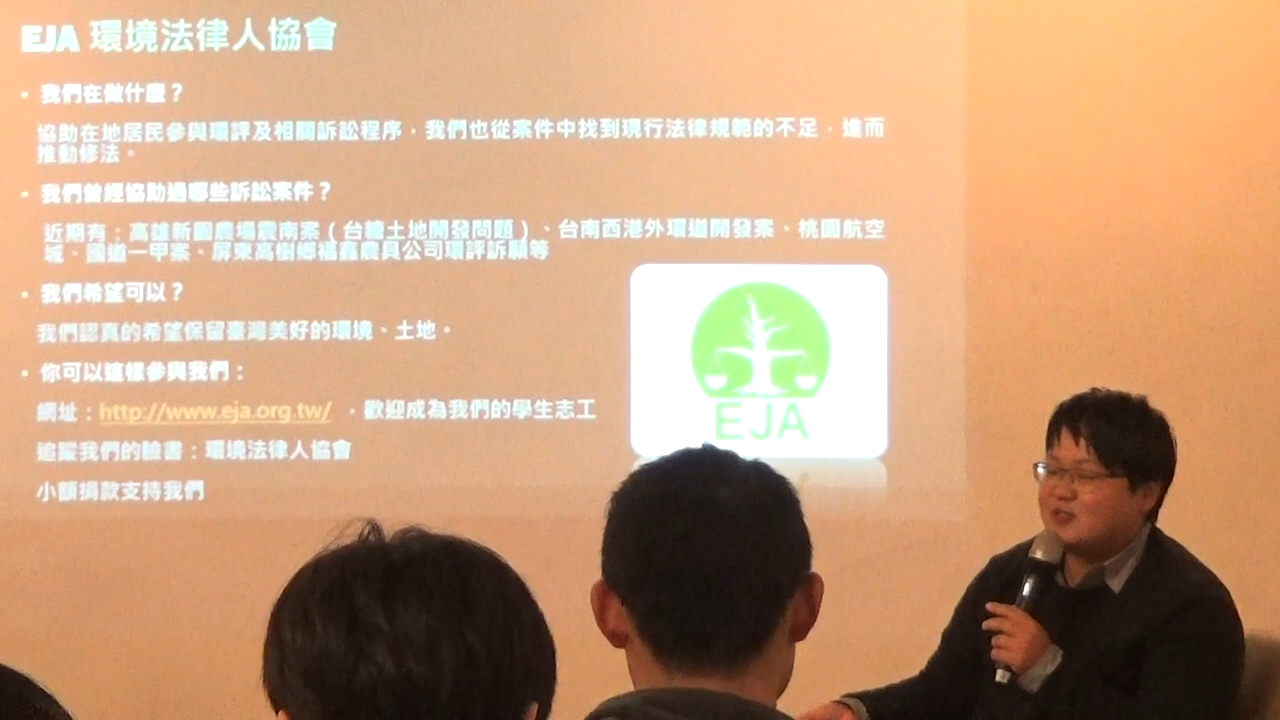 EJA 環境法律人協會
• 我們在做什麼？
協助在地居民參與環評及相關訴訟程序，我們也從案件中找到現行法律規範的不足，進而
推動修法。
• 我們曾經協助過哪些訴訟案件？
近期有：高雄新園農場震南案（台糖土地開發問題）、台南西港外環道開發案、桃園航空
城、國道一甲案、屏東高樹鄉福鑫農具公司環評訴願等
• 我們希望可以？
我們認真的希望保留臺灣美好的環境、土地。
• 你可以這樣參與我們：
網址：http://www.eja.org.tw/ ，歡迎成為我們的學生志工
追蹤我們的臉書：環境法律人協會
小額捐款支持我們
EJA